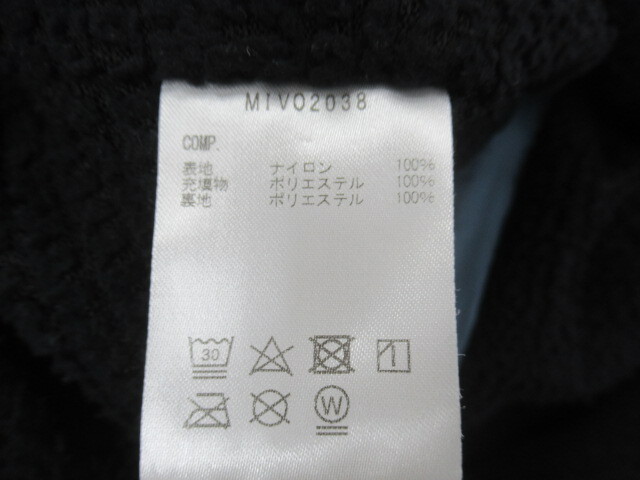 MIVO2038
COMP.
表地 ナイロン 100%
充填物 ポリエステル 100%
裏地 ポリエステル 100%
30
W